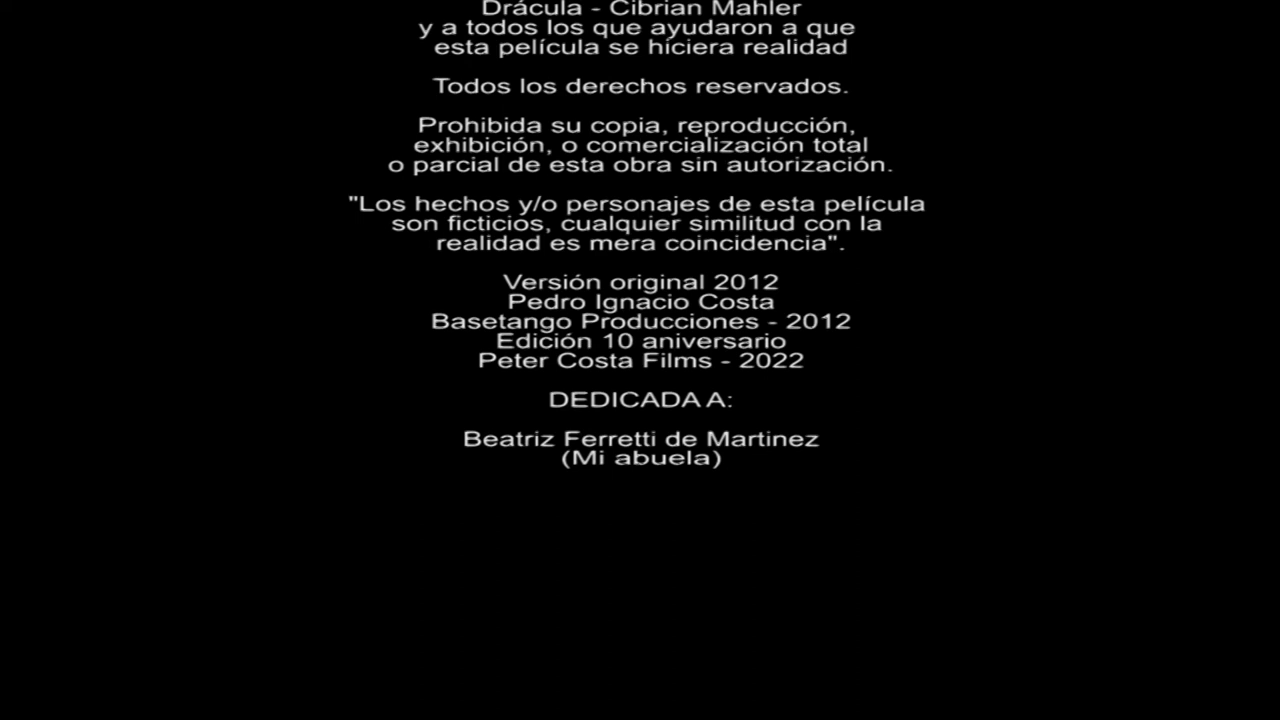 Drácula - Cibrian Mahler
y a todos los que ayudaron a que
esta película se hiciera realidad
Todos los derechos reservados.
Prohibida su copia, reproducción,
exhibición, o comercialización total
o parcial de esta obra sin autorización.
"Los hechos y/o personajes de esta película
son ficticios, cualquier similitud con la
realidad es mera coincidencia".
Versión original 2012
Pedro Ignacio Costa
Basetango Producciones - 2012
Edición 10 aniversario
Peter Costa Films - 2022
DEDICADA A:
Beatriz Ferretti de Martinez
(Mi abuela)